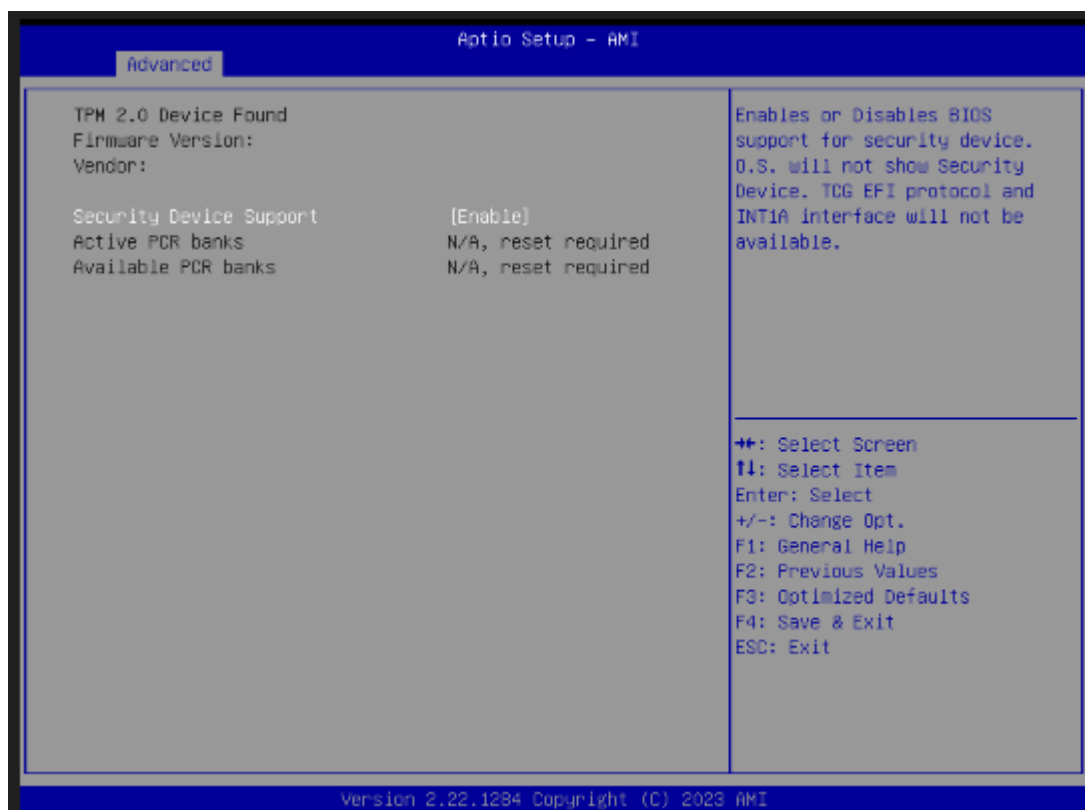 Aptio Setup - AMI
Advanced
TPM 2.0 Device Found
Firmware Version:
Vendor:
Security Device Support [Enable]
Active PCR banks N/A, reset required
Available PCR banks N/A, reset required
Enables or Disables BIOS
support for security device.
O.S. will not show Security
Device. TCG EFI protocol and
INT1A interface will not be
available.
→←: Select Screen
↑↓: Select Item
Enter: Select
+/-: Change Opt.
F1: General Help
F2: Previous Values
F3: Optimized Defaults
F4: Save & Exit
ESC: Exit
Version 2.22.1284 Copyright (C) 2023 AMI